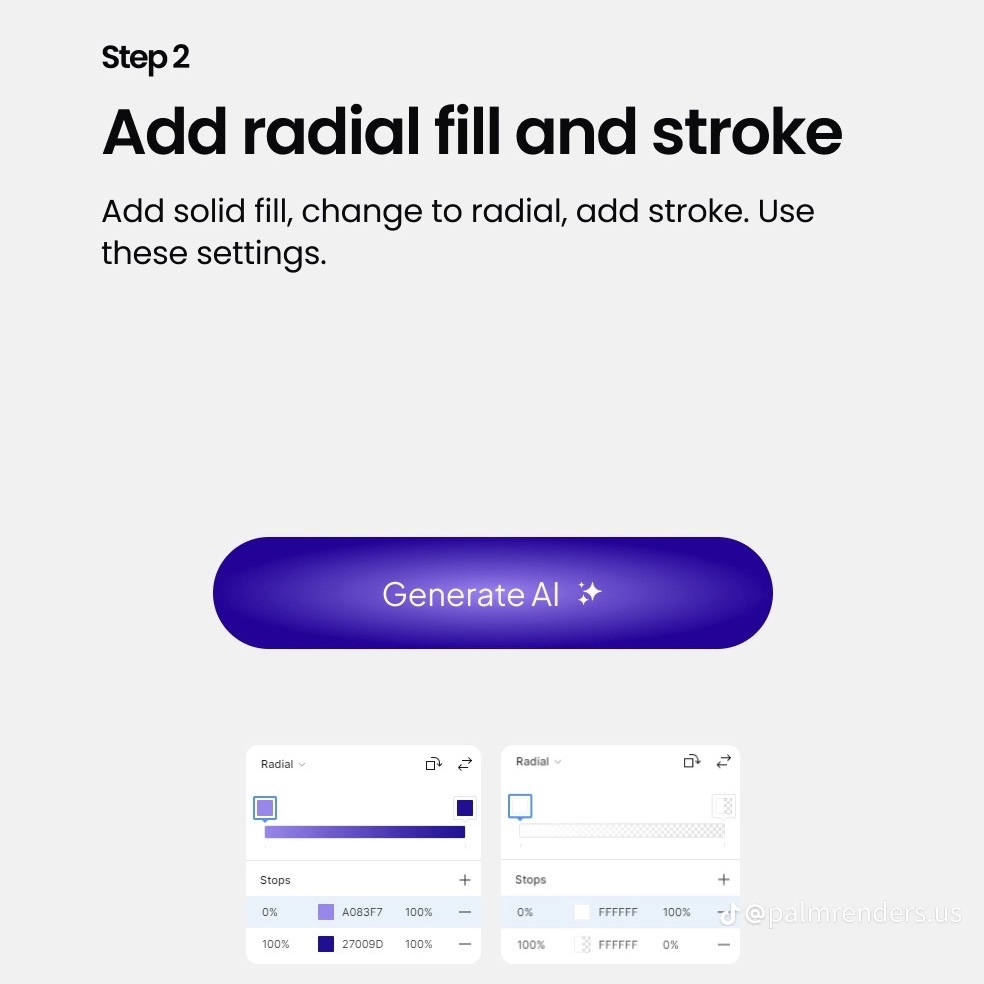 Step 2
Add radial fill and stroke
Add solid fill, change to radial, add stroke. Use
these settings.
Generate AI
Radial
Stops
0% A083F7 100%
100% 27009D 100%
Radial
Stops
0% FFFFFF 100%
100% FFFFFF 0%
@palmrenders.us